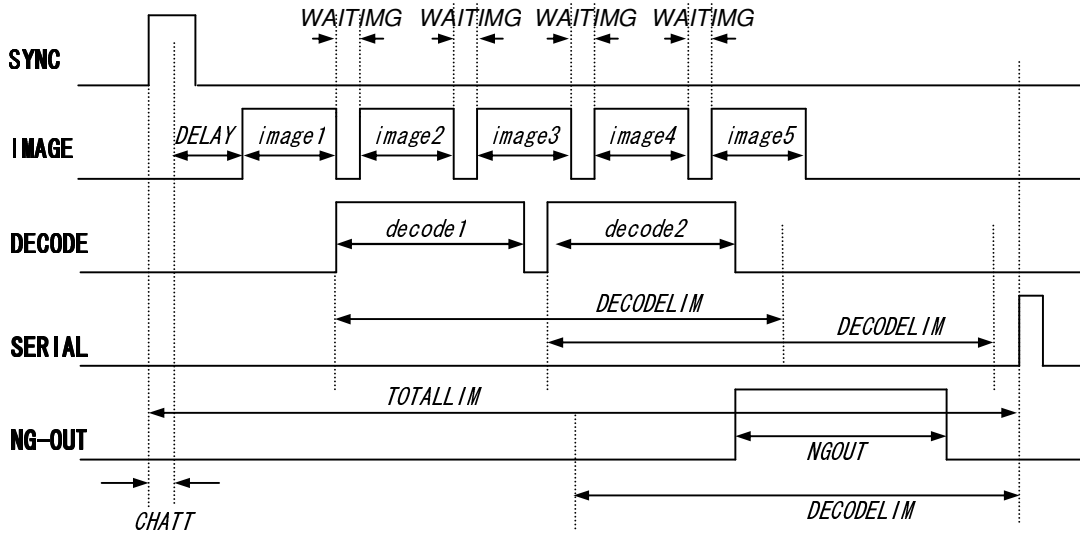 WAITIMG WAITIMG WAITIMG WAITIMG
SYNC
IMAGE
DELAY image1 image2 image3 image4 image5
DECODE
decode1 decode2
DECODELIM
DECODELIM
SERIAL
TOTALLIM
NG-OUT
NGOUT
DECODELIM
CHATT